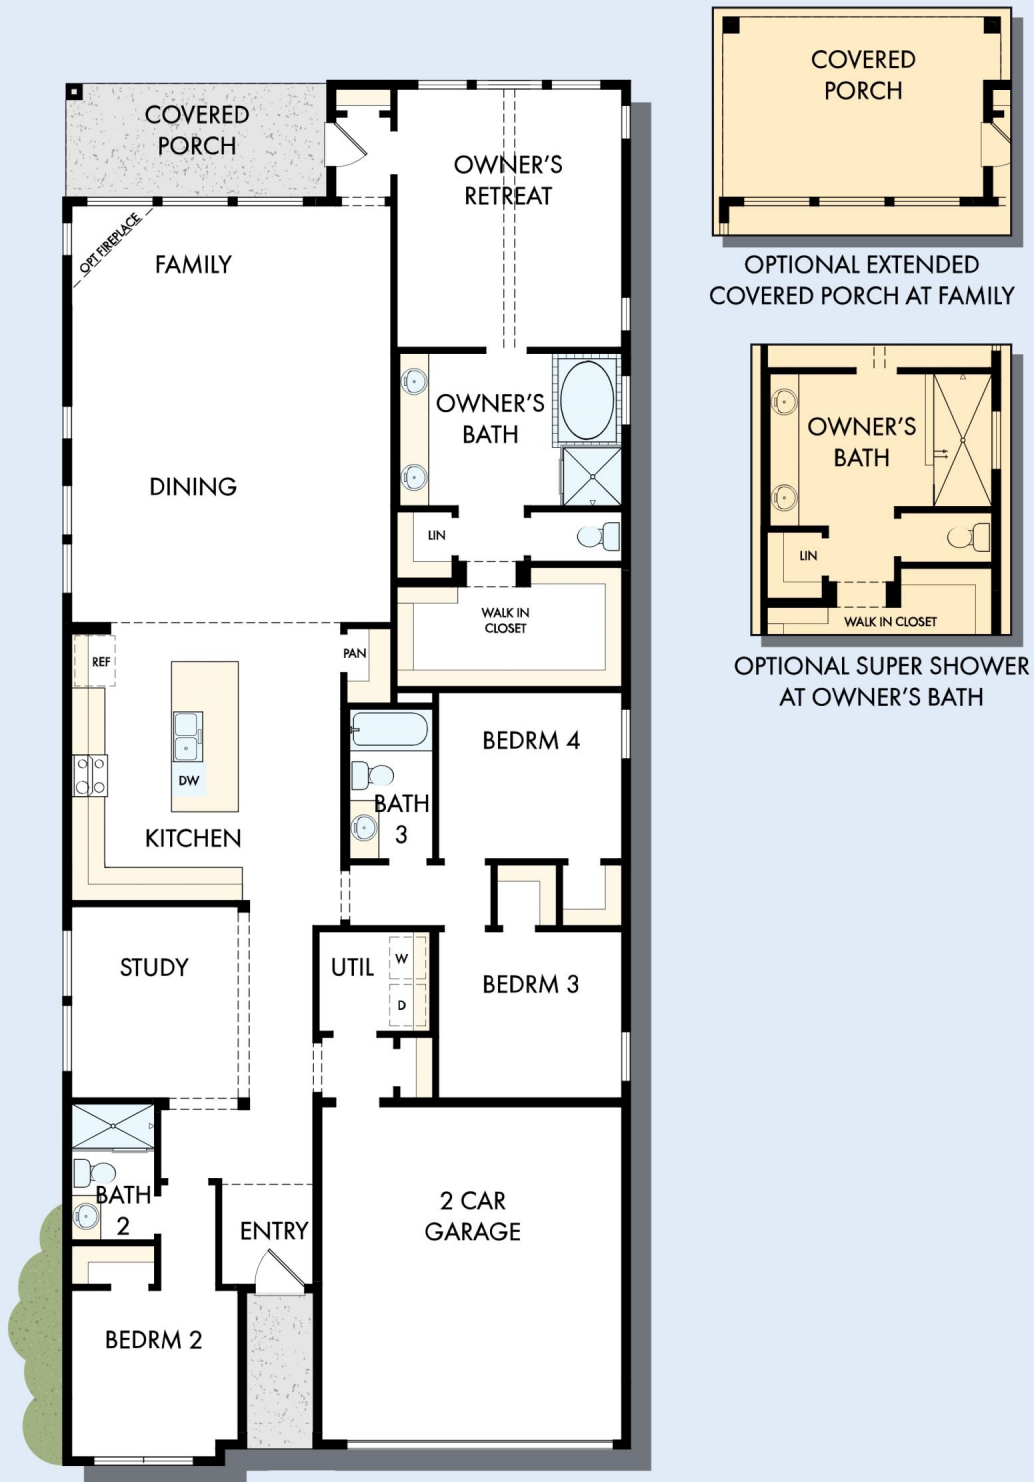 COVERED
PORCH
OPT FIREPLACE
FAMILY
OWNER'S
RETREAT
DINING
OWNER'S
BATH
LIN
WALK IN
CLOSET
REF
PAN
DW
KITCHEN
BATH
3
BEDRM 4
STUDY
UTIL
W
D
BEDRM 3
BATH
2
ENTRY
2 CAR
GARAGE
BEDRM 2
COVERED
PORCH
OPTIONAL EXTENDED
COVERED PORCH AT FAMILY
OWNER'S
BATH
LIN
WALK IN CLOSET
OPTIONAL SUPER SHOWER
AT OWNER'S BATH